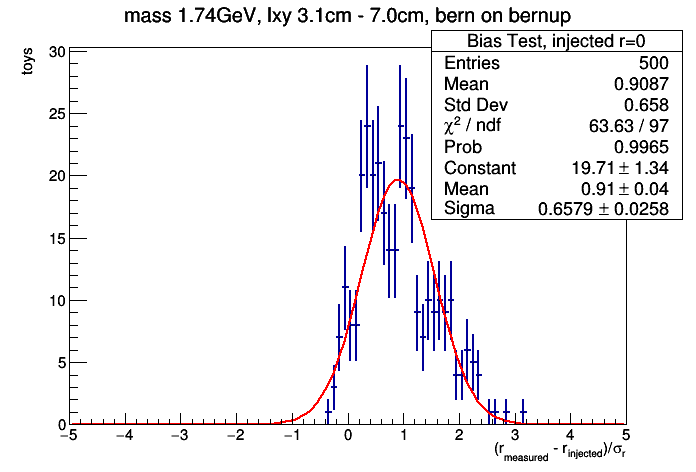 mass 1.74GeV, lxy 3.1cm - 7.0cm, bern on bernup
Bias Test, injected r=0
Entries 500
Mean 0.9087
Std Dev 0.658
χ² / ndf 63.63 / 97
Prob 0.9965
Constant 19.71 ± 1.34
Mean 0.91 ± 0.04
Sigma 0.6579 ± 0.0258
toys
30
25
20
15
10
5
0
−5 −4 −3 −2 −1 0 1 2 3 4 5
(r_measured - r_injected)/σ_r